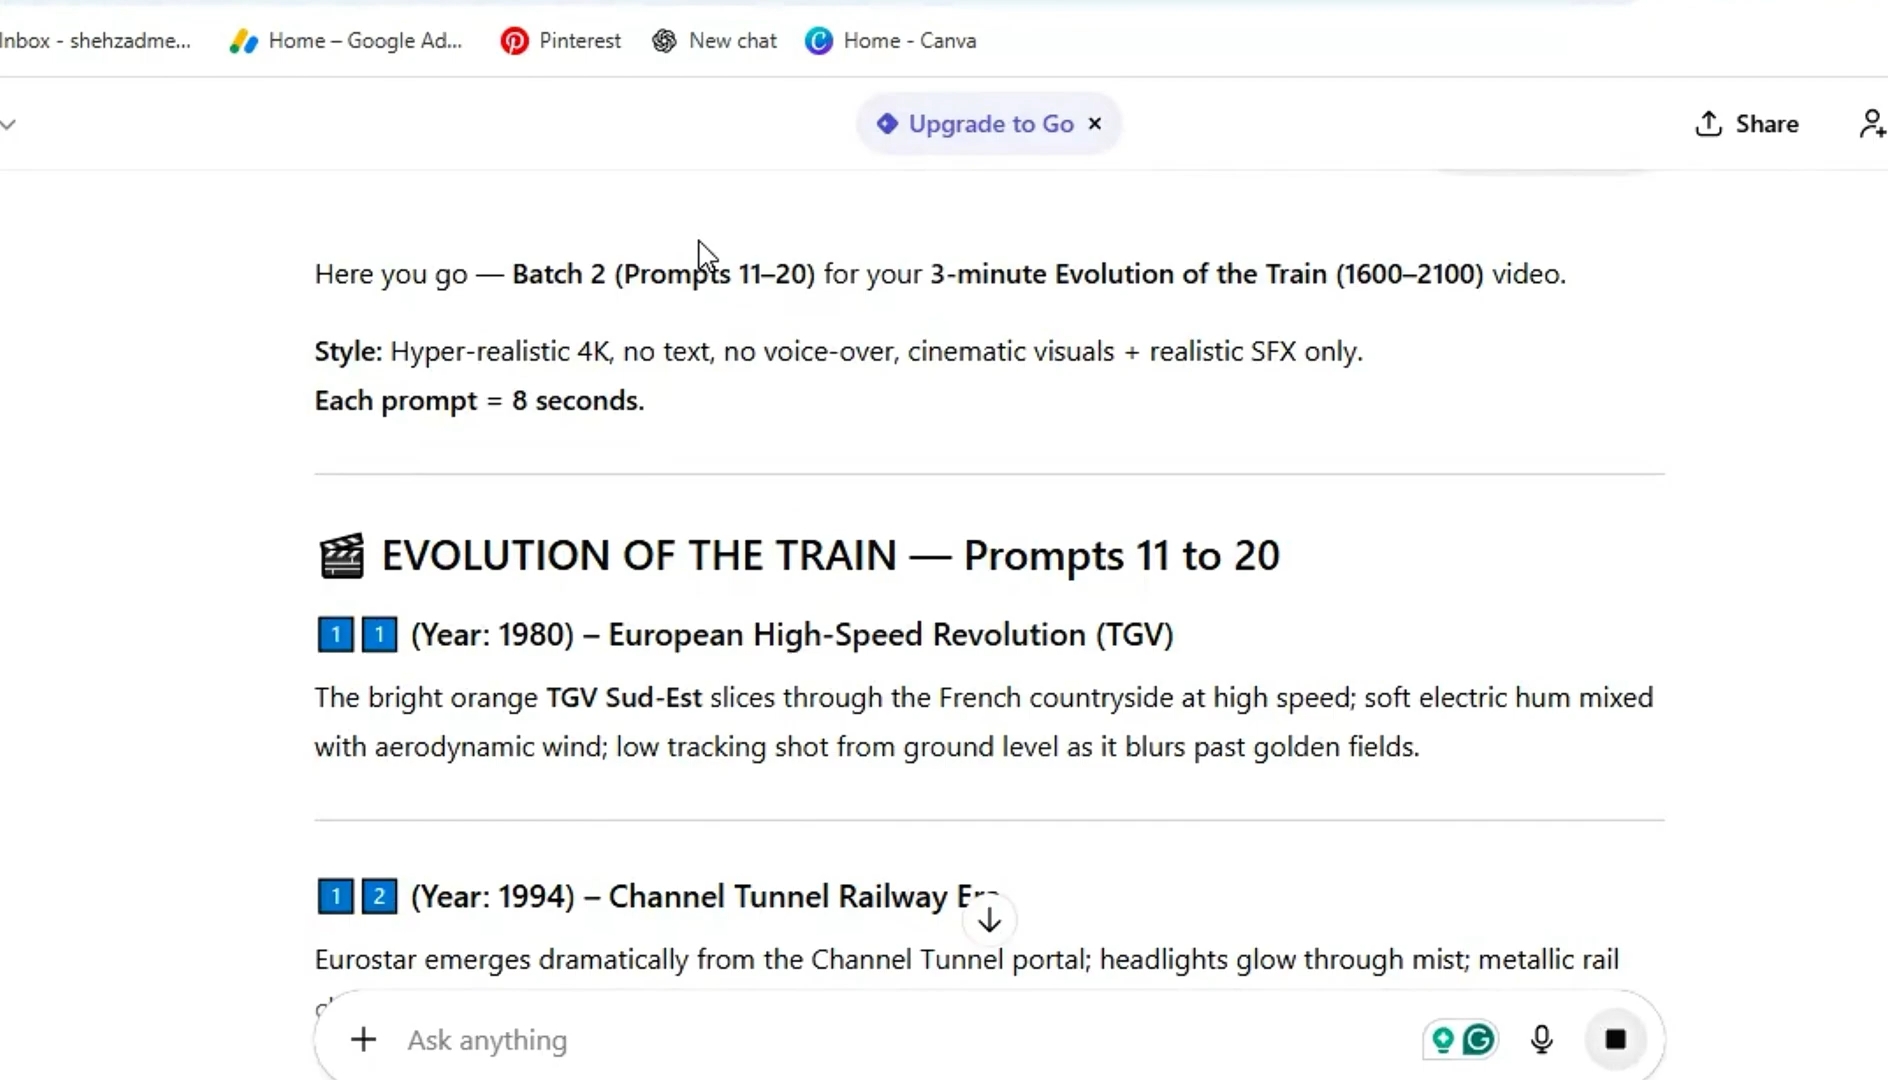 Inbox - shehzadme... Home – Google Ad... Pinterest New chat Home - Canva
Upgrade to Go × Share
Here you go — Batch 2 (Prompts 11–20) for your 3-minute Evolution of the Train (1600–2100) video.
Style: Hyper-realistic 4K, no text, no voice-over, cinematic visuals + realistic SFX only.
Each prompt = 8 seconds.
🎬 EVOLUTION OF THE TRAIN — Prompts 11 to 20
1 1 (Year: 1980) – European High-Speed Revolution (TGV)
The bright orange TGV Sud-Est slices through the French countryside at high speed; soft electric hum mixed
with aerodynamic wind; low tracking shot from ground level as it blurs past golden fields.
1 2 (Year: 1994) – Channel Tunnel Railway Era
Eurostar emerges dramatically from the Channel Tunnel portal; headlights glow through mist; metallic rail
Ask anything